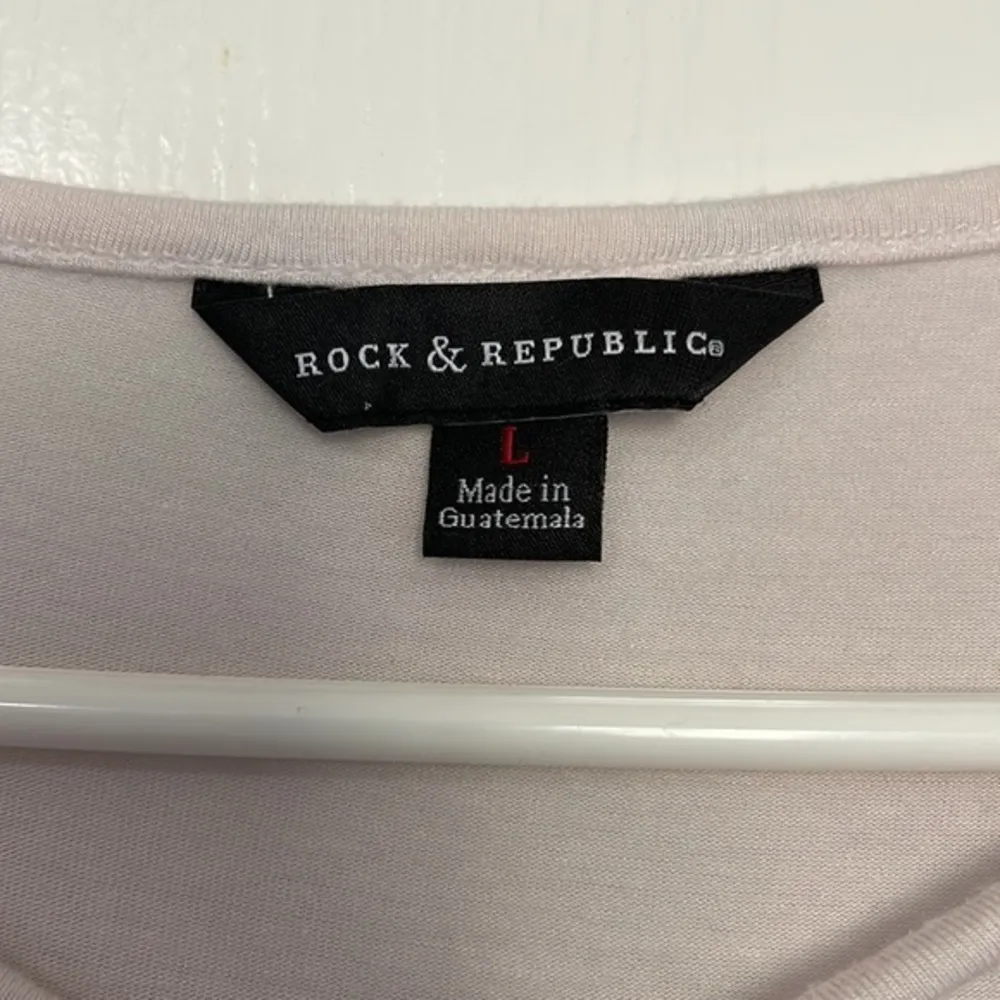 ROCK & REPUBLIC®
L
Made in
Guatemala